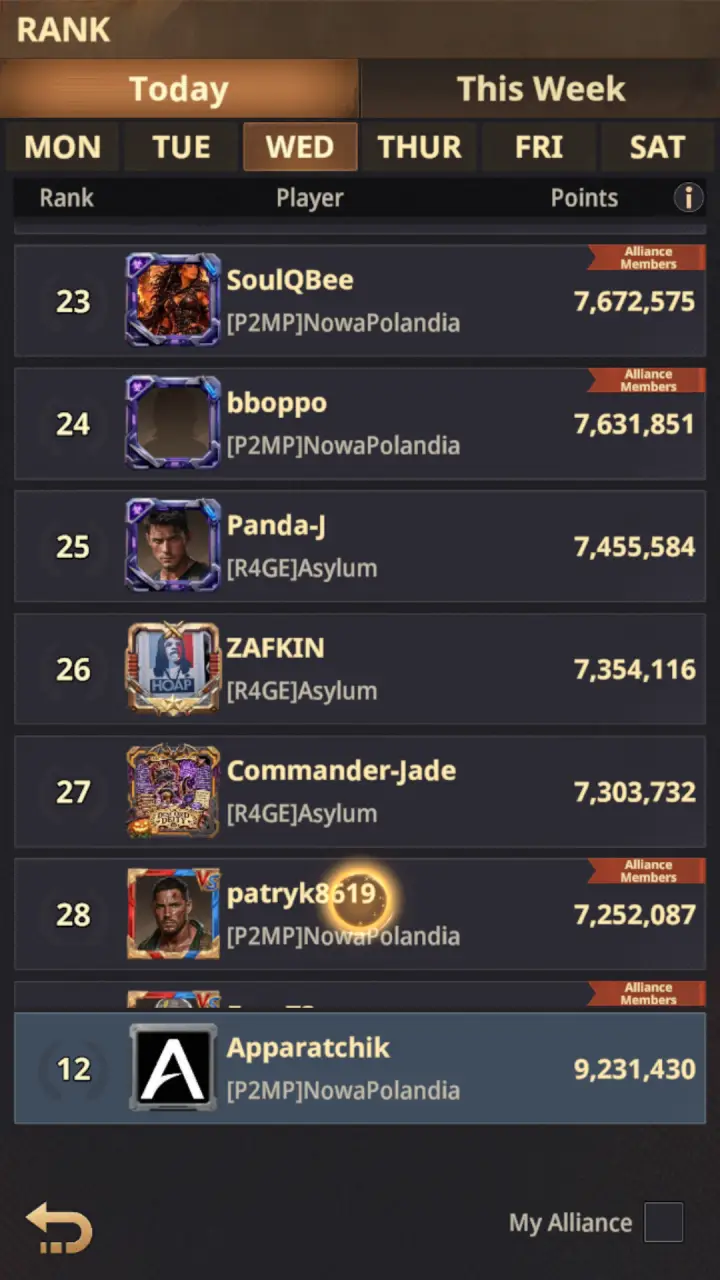 RANK
Today
This Week
MON
TUE
WED
THUR
FRI
SAT
Rank
Player
Points
Alliance
Members
23
SoulQBee
[P2MP]NowaPolandia
7,672,575
Alliance
Members
24
bboppo
[P2MP]NowaPolandia
7,631,851
25
Panda-J
[R4GE]Asylum
7,455,584
26
HOAP
ZAFKIN
[R4GE]Asylum
7,354,116
27
Commander-Jade
[R4GE]Asylum
7,303,732
Alliance
Members
28
VS
patryk8619
[P2MP]NowaPolandia
7,252,087
Alliance
Members
12
Apparatchik
[P2MP]NowaPolandia
9,231,430
My Alliance